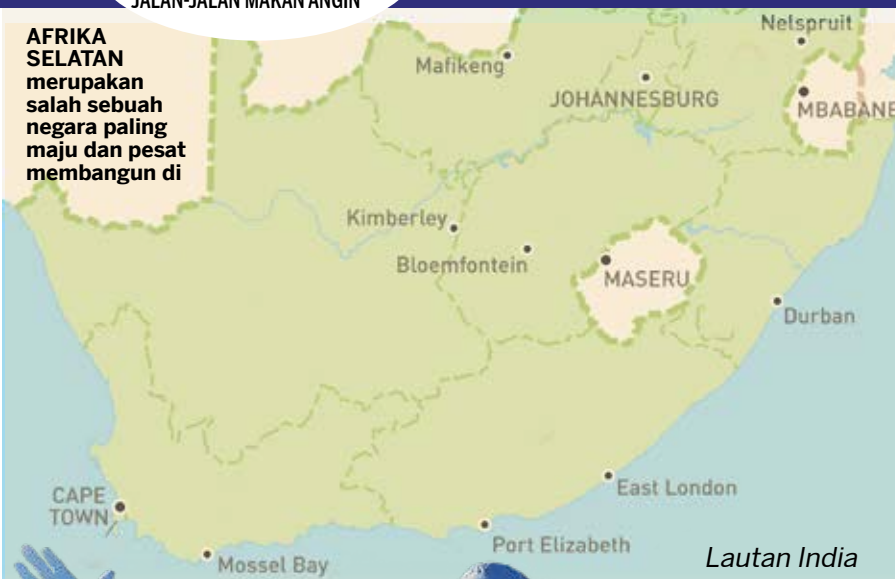 JALAN-JALAN MAKAN ANGIN
AFRIKA
SELATAN
merupakan
salah sebuah
negara paling
maju dan pesat
membangun di
Nelspruit
Mafikeng
JOHANNESBURG
MBABANE
Kimberley
Bloemfontein
MASERU
Durban
East London
CAPE
TOWN
Port Elizabeth
Mossel Bay
Lautan India